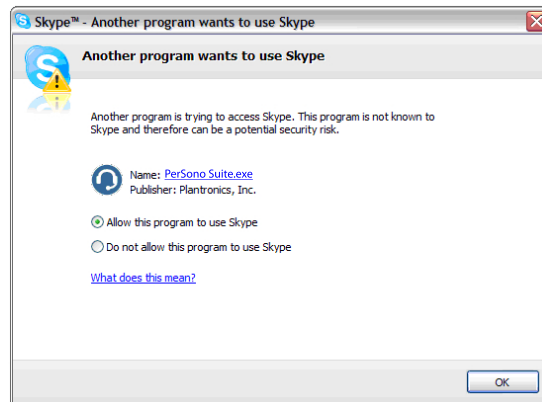 Skype™ - Another program wants to use Skype
Another program wants to use Skype
Another program is trying to access Skype. This program is not known to
Skype and therefore can be a potential security risk.
Name: PerSono Suite.exe
Publisher: Plantronics, Inc.
Allow this program to use Skype
Do not allow this program to use Skype
What does this mean?
OK